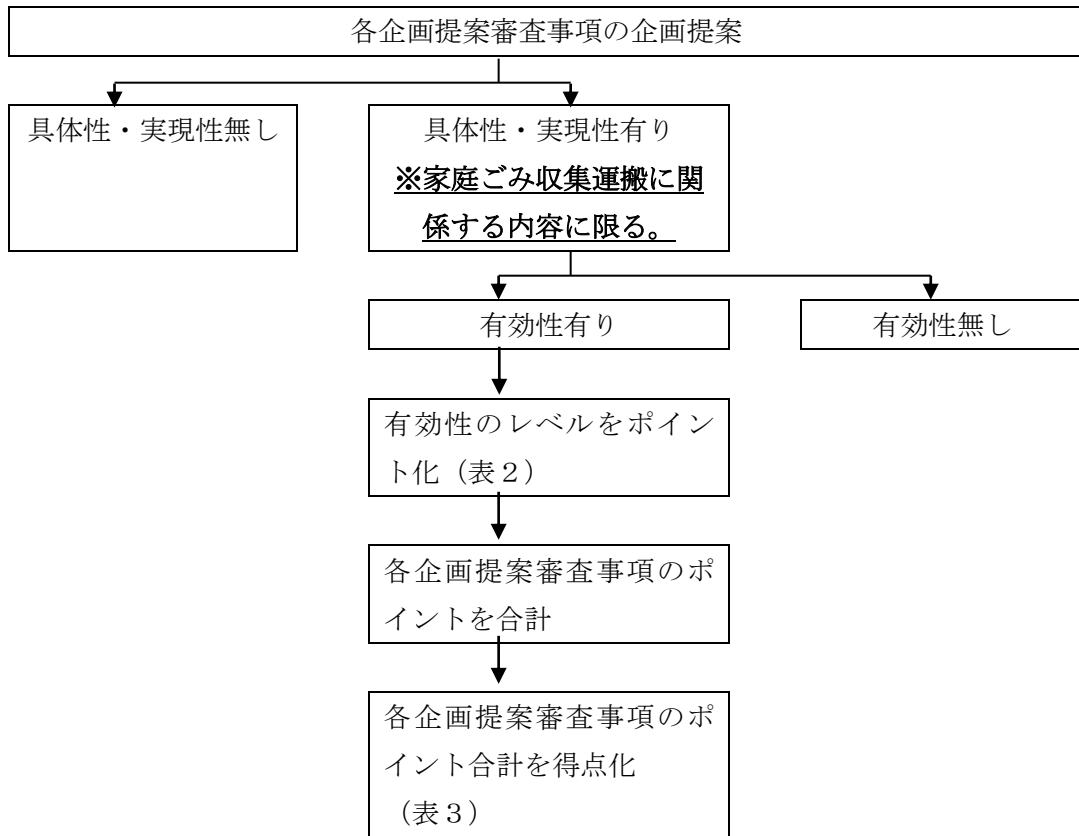 各企画提案審査事項の企画提案
具体性・実現性無し
具体性・実現性有り
※家庭ごみ収集運搬に関
係する内容に限る。
有効性有り
有効性無し
有効性のレベルをポイン
ト化（表２）
各企画提案審査事項のポ
イントを合計
各企画提案審査事項のポ
イント合計を得点化
（表３）